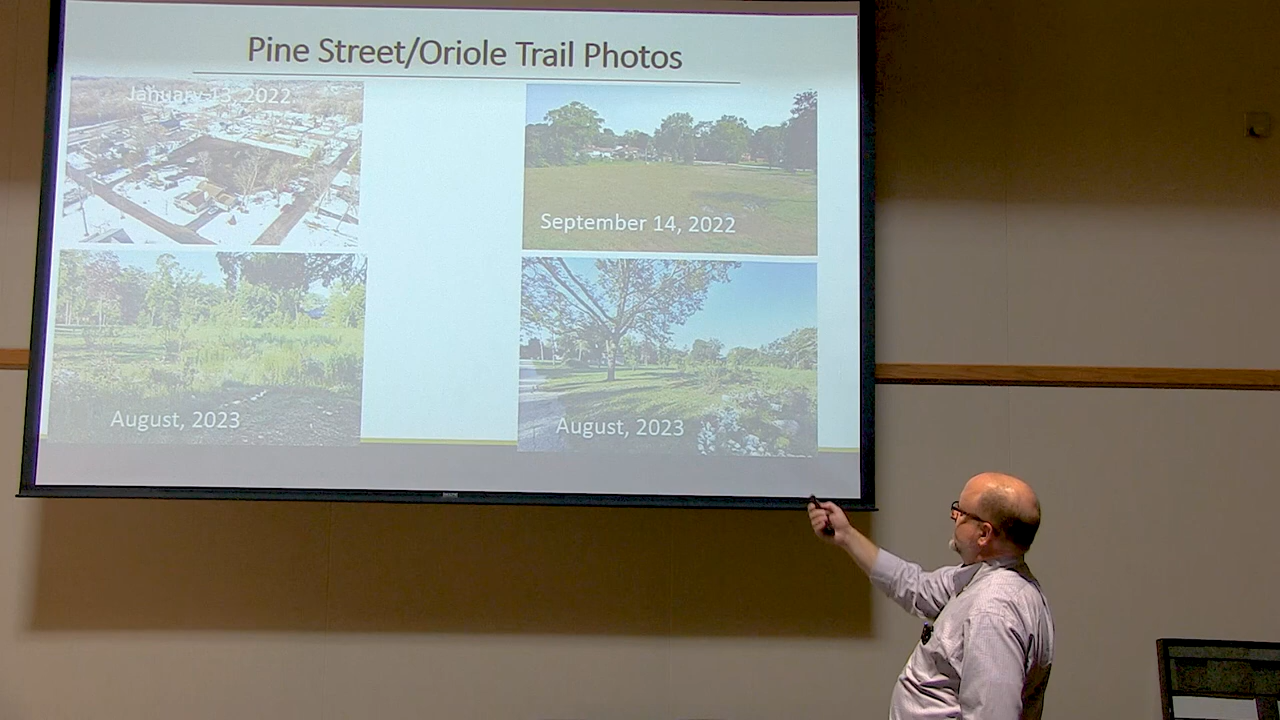 Pine Street/Oriole Trail Photos
January 13, 2022
September 14, 2022
August, 2023
August, 2023